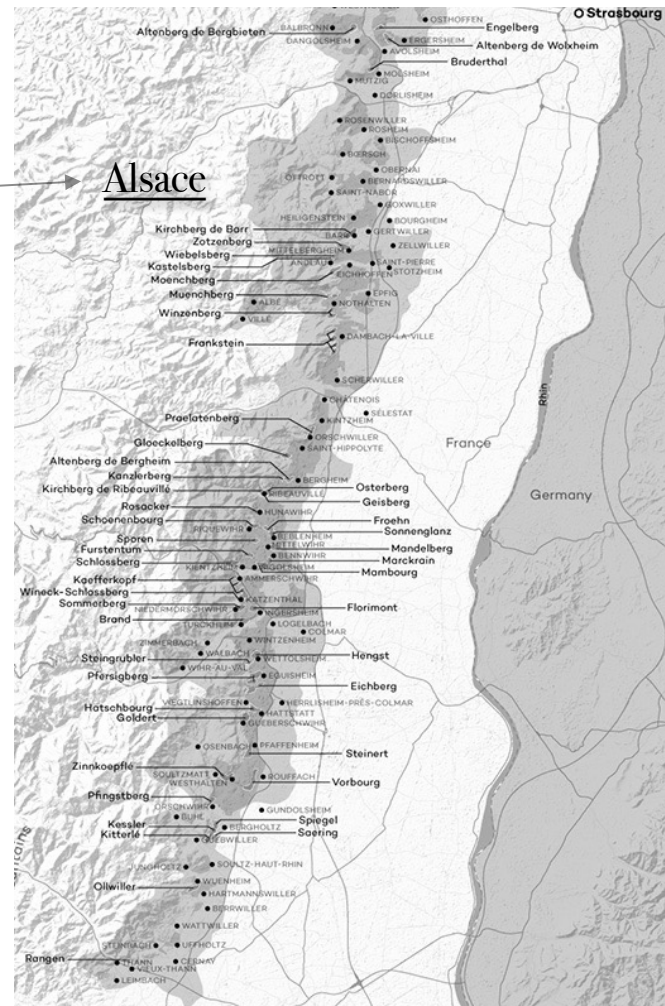 OSTHOFFEN
Strasbourg
BALBRONN
Engelberg
Altenberg de Bergbieten
DANGOLSHEIM
ERGERSHEIM
Altenberg de Wolxheim
AVOLSHEIM
Bruderthal
MOLSHEIM
MUTZIG
DORLISHEIM
ROSENWILLER
ROSHEIM
BISCHOFFSHEIM
BŒRSCH
OBERNAI
Alsace
OTTROTT
BERNARDSWILLER
SAINT-NABOR
GOXWILLER
HEILIGENSTEIN
BOURGHEIM
Kirchberg de Barr
BARR
GERTWILLER
Zotzenberg
ZELLWILLER
Wiebelsberg
MITTELBERGHEIM
Kastelsberg
ANDLAU
SAINT-PIERRE
STOTZHEIM
Moenchberg
EICHHOFFEN
Muenchberg
EPFIG
ALBÉ
NOTHALTEN
Winzenberg
VILLÉ
DAMBACH-LA-VILLE
Frankstein
SCHERWILLER
Rhin
CHÂTENOIS
SÉLESTAT
Praelatenberg
KINTZHEIM
ORSCHWILLER
France
Gloeckelberg
SAINT-HIPPOLYTE
Altenberg de Bergheim
Kanzlerberg
BERGHEIM
Kirchberg de Ribeauvillé
Osterberg
RIBEAUVILLÉ
Germany
Geisberg
Rosacker
HUNAWIHR
Schoenenbourg
Froehn
RIQUEWIHR
Sonnenglanz
Sporen
BEBLENHEIM
MITTELWIHR
Mandelberg
Furstentum
BENNWIHR
Marckrain
Schlossberg
KIENTZHEIM
SIGOLSHEIM
Mambourg
Kaefferkopf
AMMERSCHWIHR
Wineck-Schlossberg
KATZENTHAL
Sommerberg
NIEDERMORSCHWIHR
Florimont
INGERSHEIM
Brand
TURCKHEIM
LOGELBACH
COLMAR
ZIMMERBACH
WINTZENHEIM
WALBACH
Hengst
Steingrubler
WETTOLSHEIM
WIHR-AU-VAL
Pfersigberg
EGUISHEIM
Eichberg
Hatschbourg
VŒGTLINSHOFFEN
HERRLISHEIM-PRÈS-COLMAR
HATTSTATT
Goldert
GUEBERSCHWIHR
OSENBACH
PFAFFENHEIM
Steinert
Zinnkoepflé
SOULTZMATT
WESTHALTEN
ROUFFACH
Vorbourg
Pfingstberg
ORSCHWIHR
BUHL
GUNDOLSHEIM
Kessler
Spiegel
BERGHOLTZ
Kitterlé
Saering
GUEBWILLER
JUNGHOLTZ
SOULTZ-HAUT-RHIN
Ollwiller
WUENHEIM
HARTMANNSWILLER
BERRWILLER
WATTWILLER
STEINBACH
UFFHOLTZ
Rangen
THANN
CERNAY
VIEUX-THANN
LEIMBACH